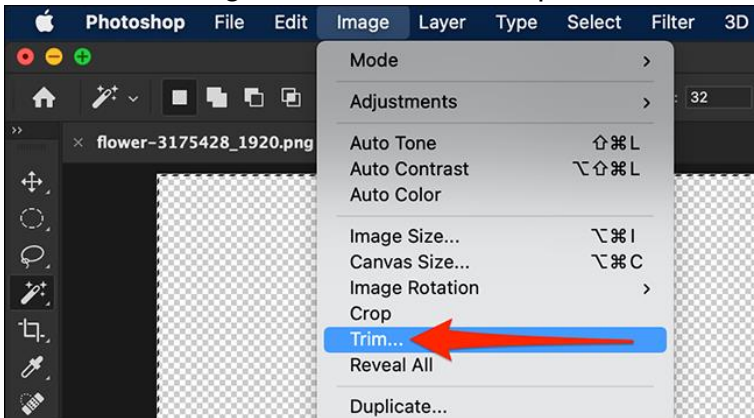 Photoshop File Edit Image Layer Type Select Filter 3D
Mode >
Adjustments >
: 32
>>
× flower-3175428_1920.png
Auto Tone ⇧⌘L
Auto Contrast ⌥⇧⌘L
Auto Color
Image Size... ⌥⌘I
Canvas Size... ⌥⌘C
Image Rotation >
Crop
Trim...
Reveal All
Duplicate...